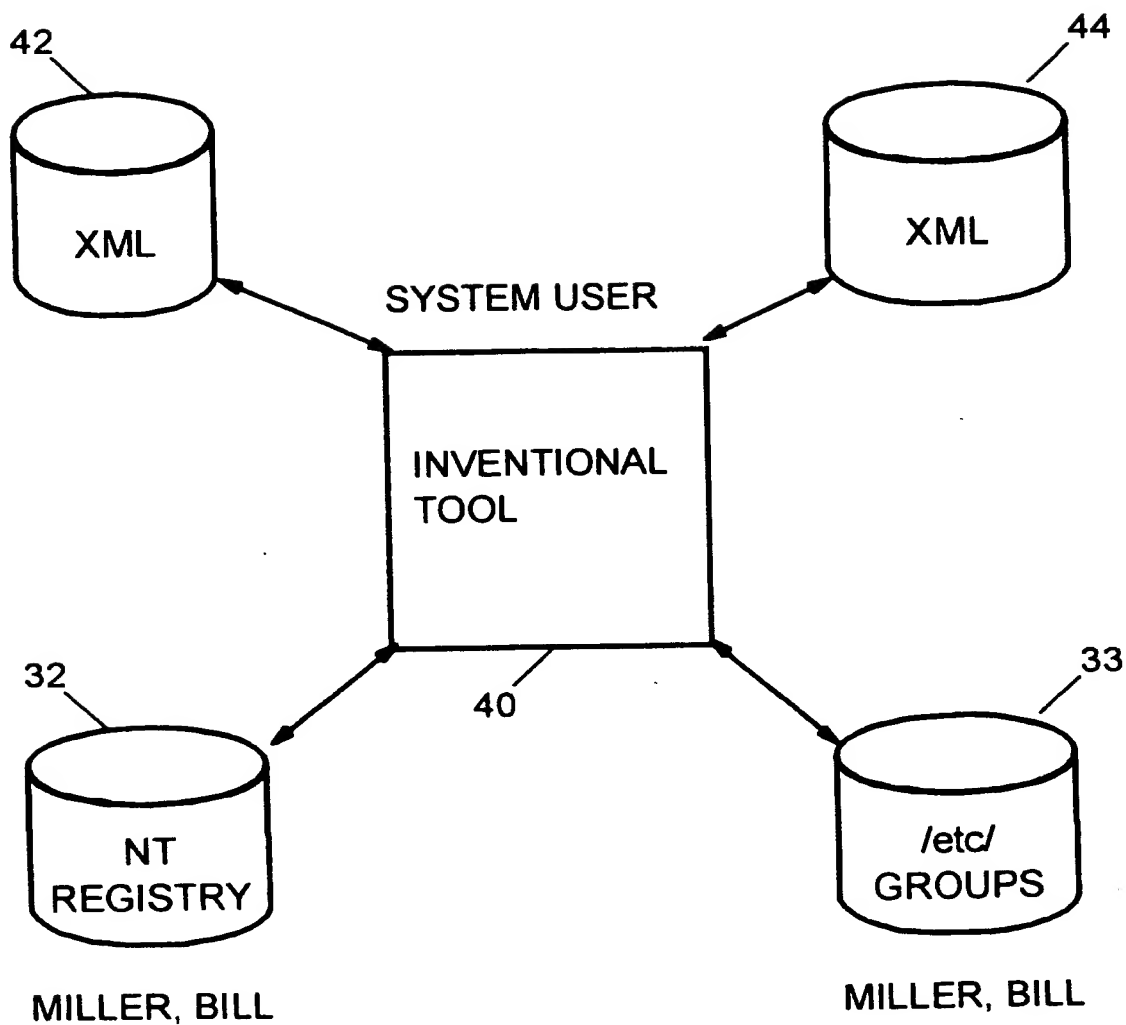 42
44
XML
XML
SYSTEM USER
INVENTIONAL
TOOL
32
40
33
NT
REGISTRY
/etc/
GROUPS
MILLER, BILL
MILLER, BILL